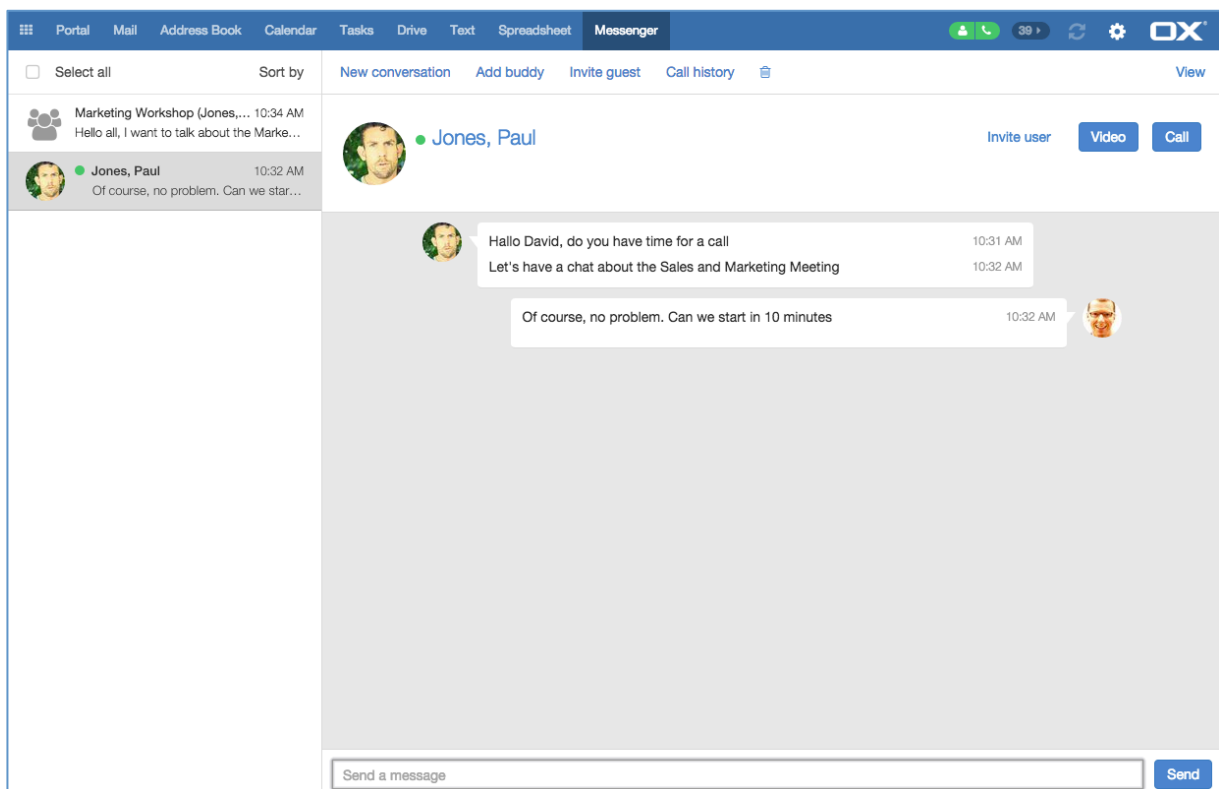 Portal Mail Address Book Calendar Tasks Drive Text Spreadsheet Messenger 39 OX
Select all Sort by
New conversation Add buddy Invite guest Call history View
Marketing Workshop (Jones,... 10:34 AM
Hello all, I want to talk about the Marke...
Jones, Paul 10:32 AM
Of course, no problem. Can we star...
Jones, Paul
Invite user Video Call
Hallo David, do you have time for a call 10:31 AM
Let's have a chat about the Sales and Marketing Meeting 10:32 AM
Of course, no problem. Can we start in 10 minutes 10:32 AM
Send a message Send